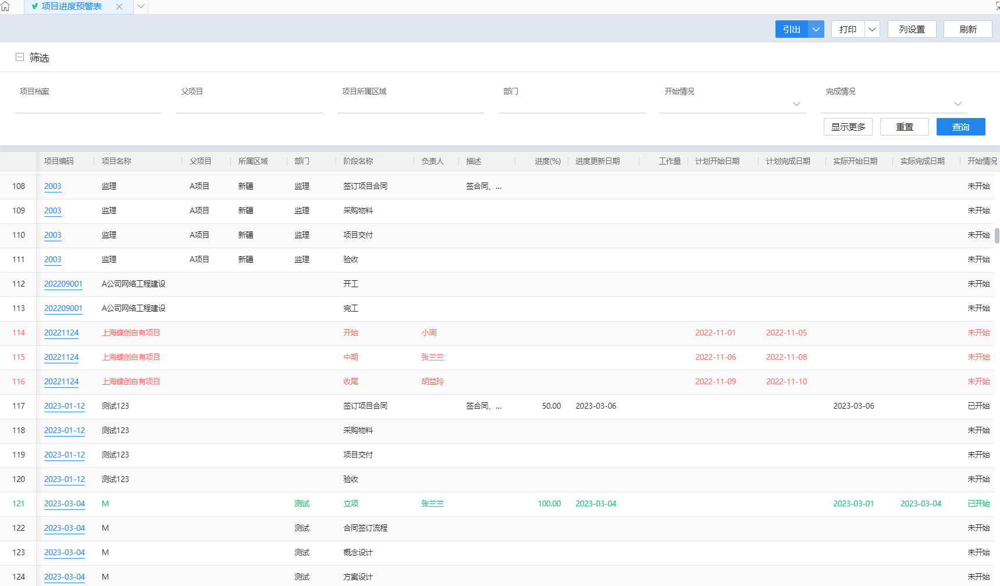 项目进度预警表
引出 打印 列设置 刷新
筛选
项目档案 父项目 项目所属区域 部门 开始情况 完成情况
显示更多 重置 查询
项目编码 项目名称 父项目 所属区域 部门 阶段名称 负责人 描述 进度(%) 进度更新日期 工作量 计划开始日期 计划完成日期 实际开始日期 实际完成日期 开始情况
108 2003 监理 A项目 新疆 监理 签订项目合同 签合同、... 未开始
109 2003 监理 A项目 新疆 监理 采购物料 未开始
110 2003 监理 A项目 新疆 监理 项目交付 未开始
111 2003 监理 A项目 新疆 监理 验收 未开始
112 202209001 A公司网络工程建设 开工 未开始
113 202209001 A公司网络工程建设 完工 未开始
114 20221124 上海蝶创自有项目 开始 小周 2022-11-01 2022-11-05 未开始
115 20221124 上海蝶创自有项目 中期 张兰兰 2022-11-06 2022-11-08 未开始
116 20221124 上海蝶创自有项目 收尾 胡益玲 2022-11-09 2022-11-10 未开始
117 2023-01-12 测试123 签订项目合同 签合同、... 50.00 2023-03-06 2023-03-06 已开始
118 2023-01-12 测试123 采购物料 未开始
119 2023-01-12 测试123 项目交付 未开始
120 2023-01-12 测试123 验收 未开始
121 2023-03-04 M 测试 立项 张兰兰 100.00 2023-03-04 2023-03-01 2023-03-04 已开始
122 2023-03-04 M 测试 合同签订流程 未开始
123 2023-03-04 M 测试 概念设计 未开始
124 2023-03-04 M 测试 方案设计 未开始